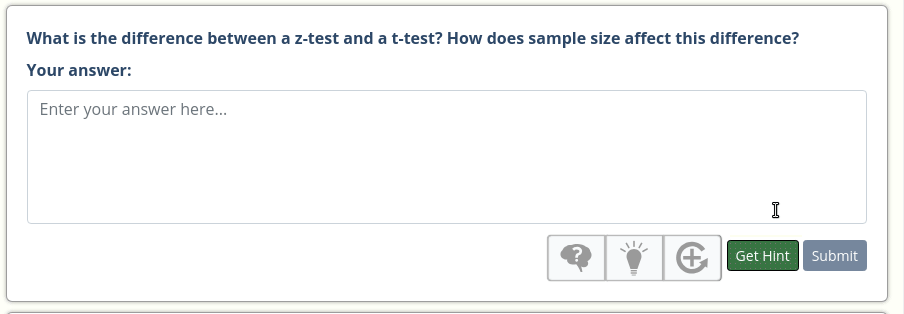 What is the difference between a z-test and a t-test? How does sample size affect this difference?
Your answer:
Enter your answer here...
Get Hint
Submit